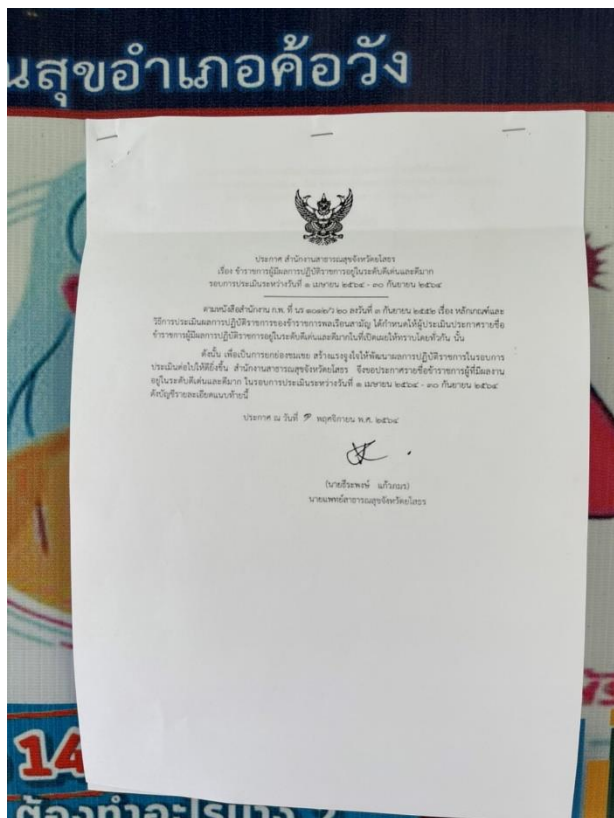 นสุขอำเภอค้อวัง
ประกาศ สำนักงานสาธารณสุขจังหวัดยโสธร
เรื่อง ข้าราชการผู้มีผลการปฏิบัติราชการอยู่ในระดับดีเด่นและดีมาก
รอบการประเมินระหว่างวันที่ ๑ เมษายน ๒๕๖๔ - ๓๐ กันยายน ๒๕๖๔
ตามหนังสือสำนักงาน ก.พ. ที่ นร ๑๐๑๒/ว ๒๐ ลงวันที่ ๓ กันยายน ๒๕๕๒ เรื่อง หลักเกณฑ์และ
วิธีการประเมินผลการปฏิบัติราชการของข้าราชการพลเรือนสามัญ ได้กำหนดให้ผู้ประเมินประกาศรายชื่อ
ข้าราชการผู้มีผลการปฏิบัติราชการอยู่ในระดับดีเด่นและดีมากในที่เปิดเผยให้ทราบโดยทั่วกัน นั้น
ดังนั้น เพื่อเป็นการยกย่องชมเชย สร้างแรงจูงใจให้พัฒนาผลการปฏิบัติราชการในรอบการ
ประเมินต่อไปให้ดียิ่งขึ้น สำนักงานสาธารณสุขจังหวัดยโสธร จึงขอประกาศรายชื่อข้าราชการผู้ที่มีผลงาน
อยู่ในระดับดีเด่นและดีมาก ในรอบการประเมินระหว่างวันที่ ๑ เมษายน ๒๕๖๔ - ๓๐ กันยายน ๒๕๖๔
ดังบัญชีรายละเอียดแนบท้ายนี้
ประกาศ ณ วันที่ พฤศจิกายน พ.ศ. ๒๕๖๔
(นายธีระพงษ์ แก้วภมร)
นายแพทย์สาธารณสุขจังหวัดยโสธร
14
ต้องทำอะไรบ้าง ?